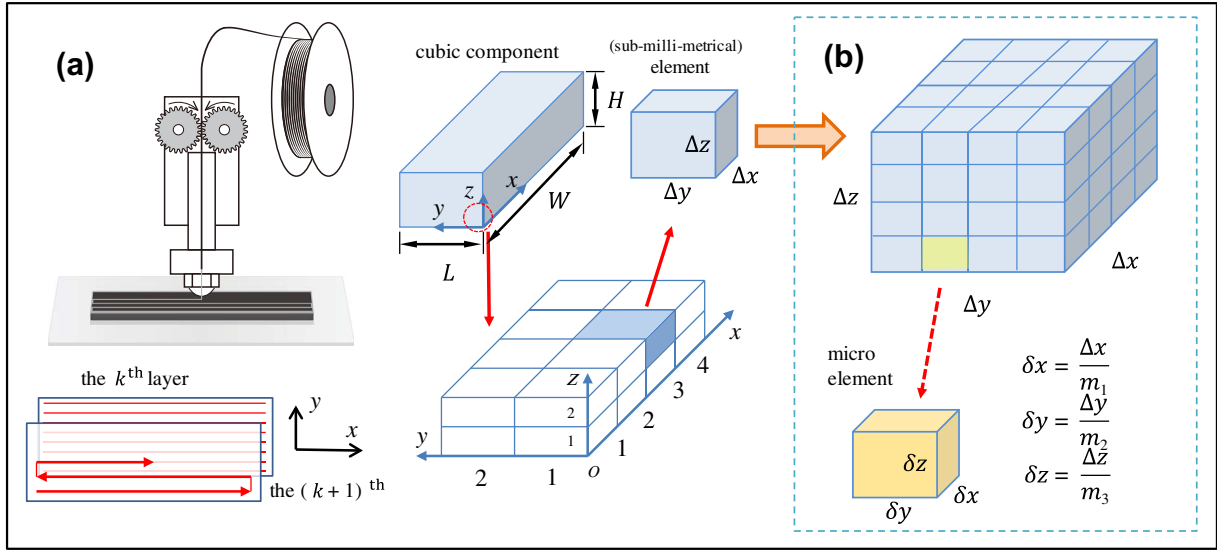 (a)
cubic component
(sub-milli-metrical)
element
H
Δz
Δy
Δx
x
z
y
W
L
the k^th layer
y
x
the (k + 1)^th
z
2
1
y
2
1
o
1
2
3
4
x
(b)
Δz
Δx
Δy
micro
element
δz
δx
δy
δx = Δx/m₁
δy = Δy/m₂
δz = Δz/m₃